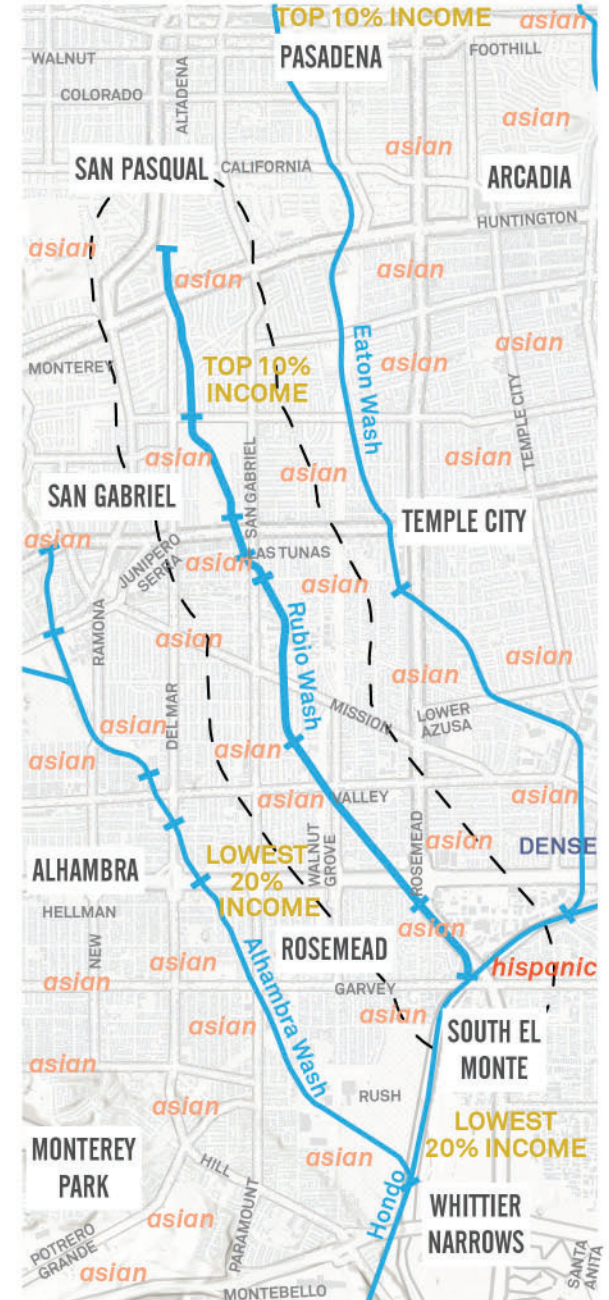 TOP 10% INCOME
asian
PASADENA
WALNUT
FOOTHILL
COLORADO
ALTADENA
asian
asian
SAN PASQUAL
CALIFORNIA
ARCADIA
HUNTINGTON
asian
asian
asian
Eaton Wash
asian
MONTEREY
TOP 10%
INCOME
asian
TEMPLE CITY
asian
asian
asian
SAN GABRIEL
SAN GABRIEL
TEMPLE CITY
asian
JUNIPERO
SERRA
asian
LAS TUNAS
asian
RAMONA
Rubio Wash
asian
asian
asian
DEL MAR
MISSION
LOWER
AZUSA
asian
asian
asian
asian
VALLEY
asian
asian
ROSEMEAD
DENSE
WALNUT
GROVE
LOWEST
20%
INCOME
ALHAMBRA
HELLMAN
NEW
asian
ROSEMEAD
asian
Alhambra Wash
hispanic
asian
GARVEY
asian
asian
SOUTH EL
MONTE
asian
RUSH
asian
LOWEST
20% INCOME
MONTEREY
PARK
HILL
asian
Hondo
PARAMOUNT
asian
WHITTIER
NARROWS
POTRERO
GRANDE
asian
MONTEBELLO
SANTA
ANITA